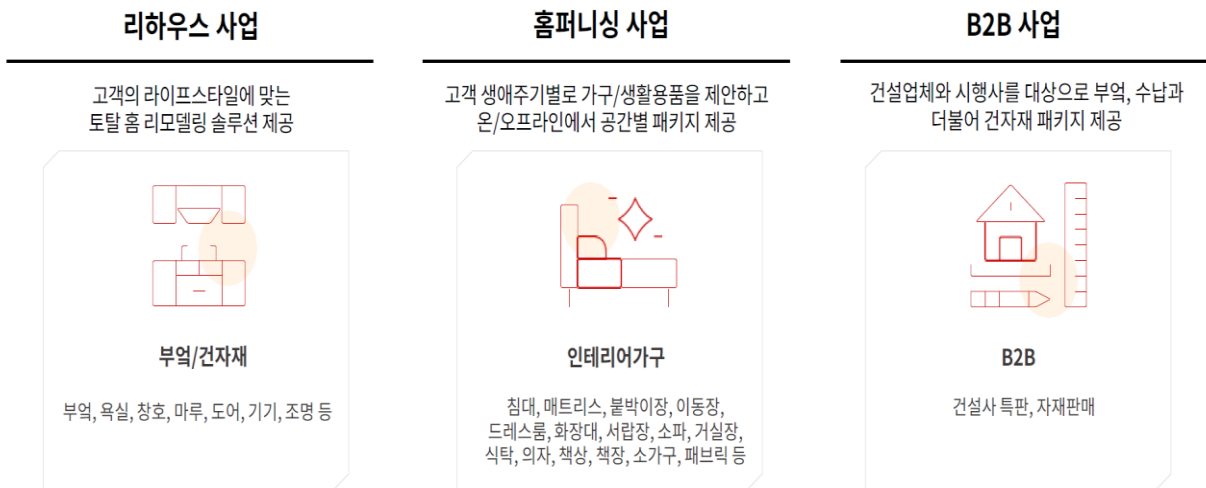 리하우스 사업
고객의 라이프스타일에 맞는
토탈 홈 리모델링 솔루션 제공
부엌/건자재
부엌, 욕실, 창호, 마루, 도어, 기기, 조명 등
홈퍼니싱 사업
고객 생애주기별로 가구/생활용품을 제안하고
온/오프라인에서 공간별 패키지 제공
인테리어가구
침대, 매트리스, 붙박이장, 이동장,
드레스룸, 화장대, 서랍장, 소파, 거실장,
식탁, 의자, 책상, 책장, 소가구, 패브릭 등
B2B 사업
건설업체와 시행사를 대상으로 부엌, 수납과
더불어 건자재 패키지 제공
B2B
건설사 특판, 자재판매